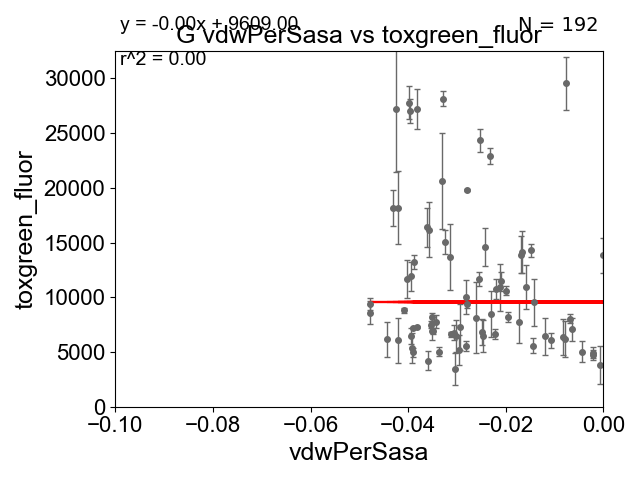 y = -0.00x + 9609.00
N = 192
G vdwPerSasa vs toxgreen_fluor
r^2 = 0.00
30000
25000
20000
15000
10000
5000
0
toxgreen_fluor
−0.10 −0.08 −0.06 −0.04 −0.02 0.00
vdwPerSasa